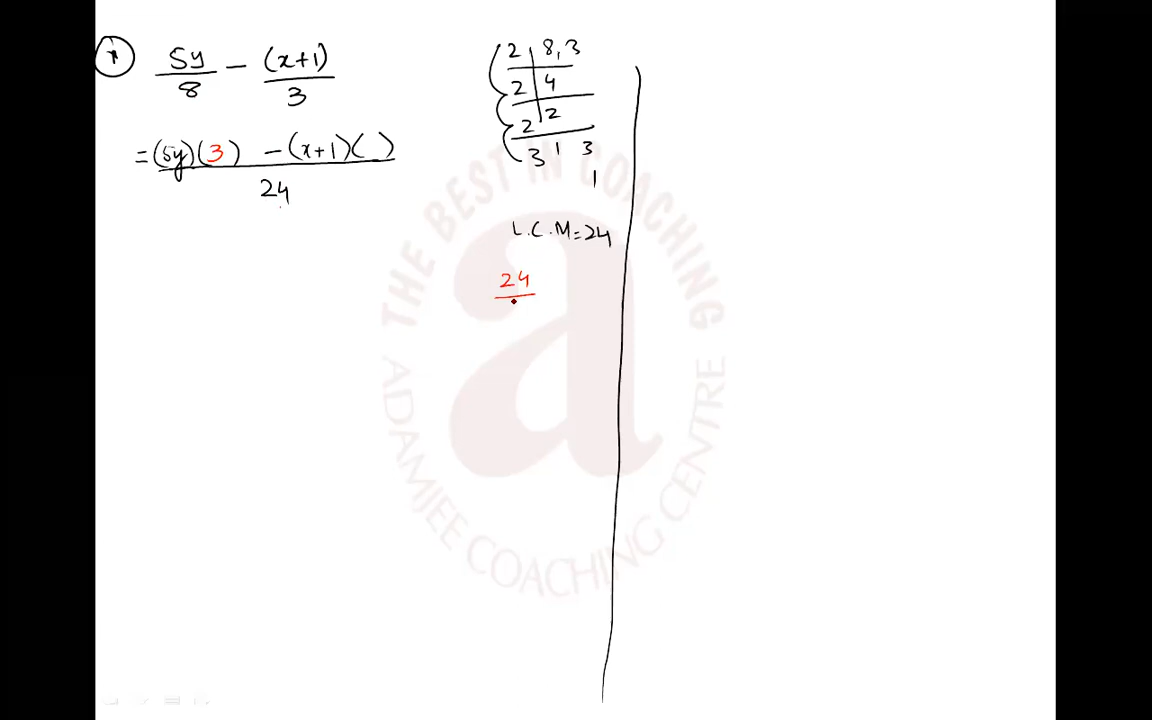 5y/8 - (x+1)/3
= (5y)(3) - (x+1)( ) / 24
2 | 8, 3
2 | 4
2 | 2
3 1 3
1
L.C.M = 24
24
THE BEST IN COACHING
ADAMJEE COACHING CENTRE
a